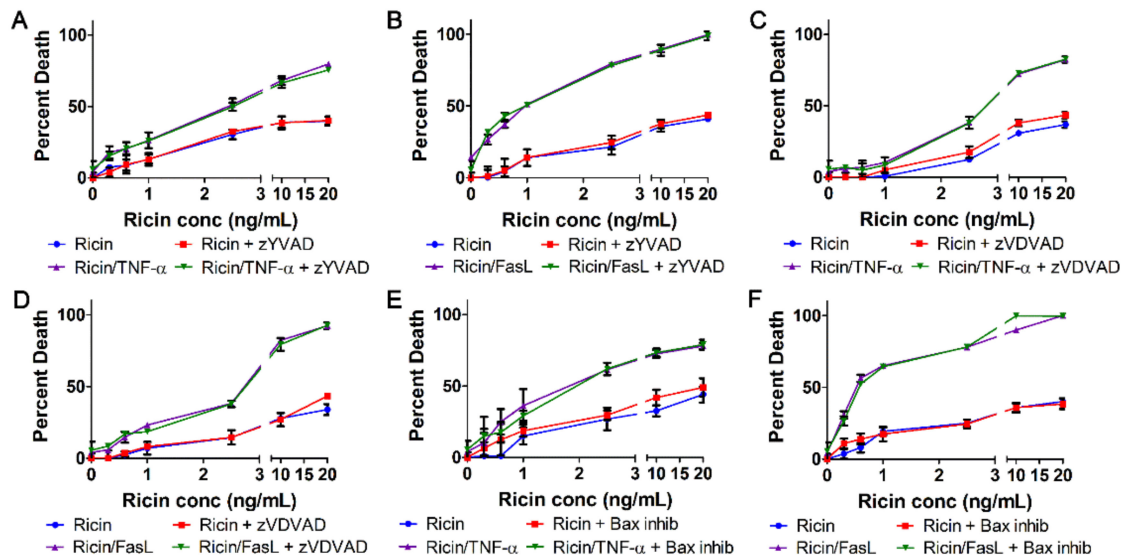 A
B
C
Percent Death
100
50
0
0
1
2
3
10
15
20
Ricin conc (ng/mL)
Ricin
Ricin + zYVAD
Ricin/TNF-α
Ricin/TNF-α + zYVAD
Percent Death
100
50
0
0
1
2
3
10
15
20
Ricin conc (ng/mL)
Ricin
Ricin + zYVAD
Ricin/FasL
Ricin/FasL + zYVAD
Percent Death
100
50
0
0
1
2
3
10
15
20
Ricin conc (ng/mL)
Ricin
Ricin + zVDVAD
Ricin/TNF-α
Ricin/TNF-α + zVDVAD
D
E
F
Percent Death
100
50
0
0
1
2
3
10
15
20
Ricin conc (ng/mL)
Ricin
Ricin + zVDVAD
Ricin/FasL
Ricin/FasL + zVDVAD
Percent Death
100
50
0
0
1
2
3
10
15
20
Ricin conc (ng/mL)
Ricin
Ricin + Bax inhib
Ricin/TNF-α
Ricin/TNF-α + Bax inhib
Percent Death
100
50
0
0
1
2
3
10
15
20
Ricin conc (ng/mL)
Ricin
Ricin + Bax inhib
Ricin/FasL
Ricin/FasL + Bax inhib